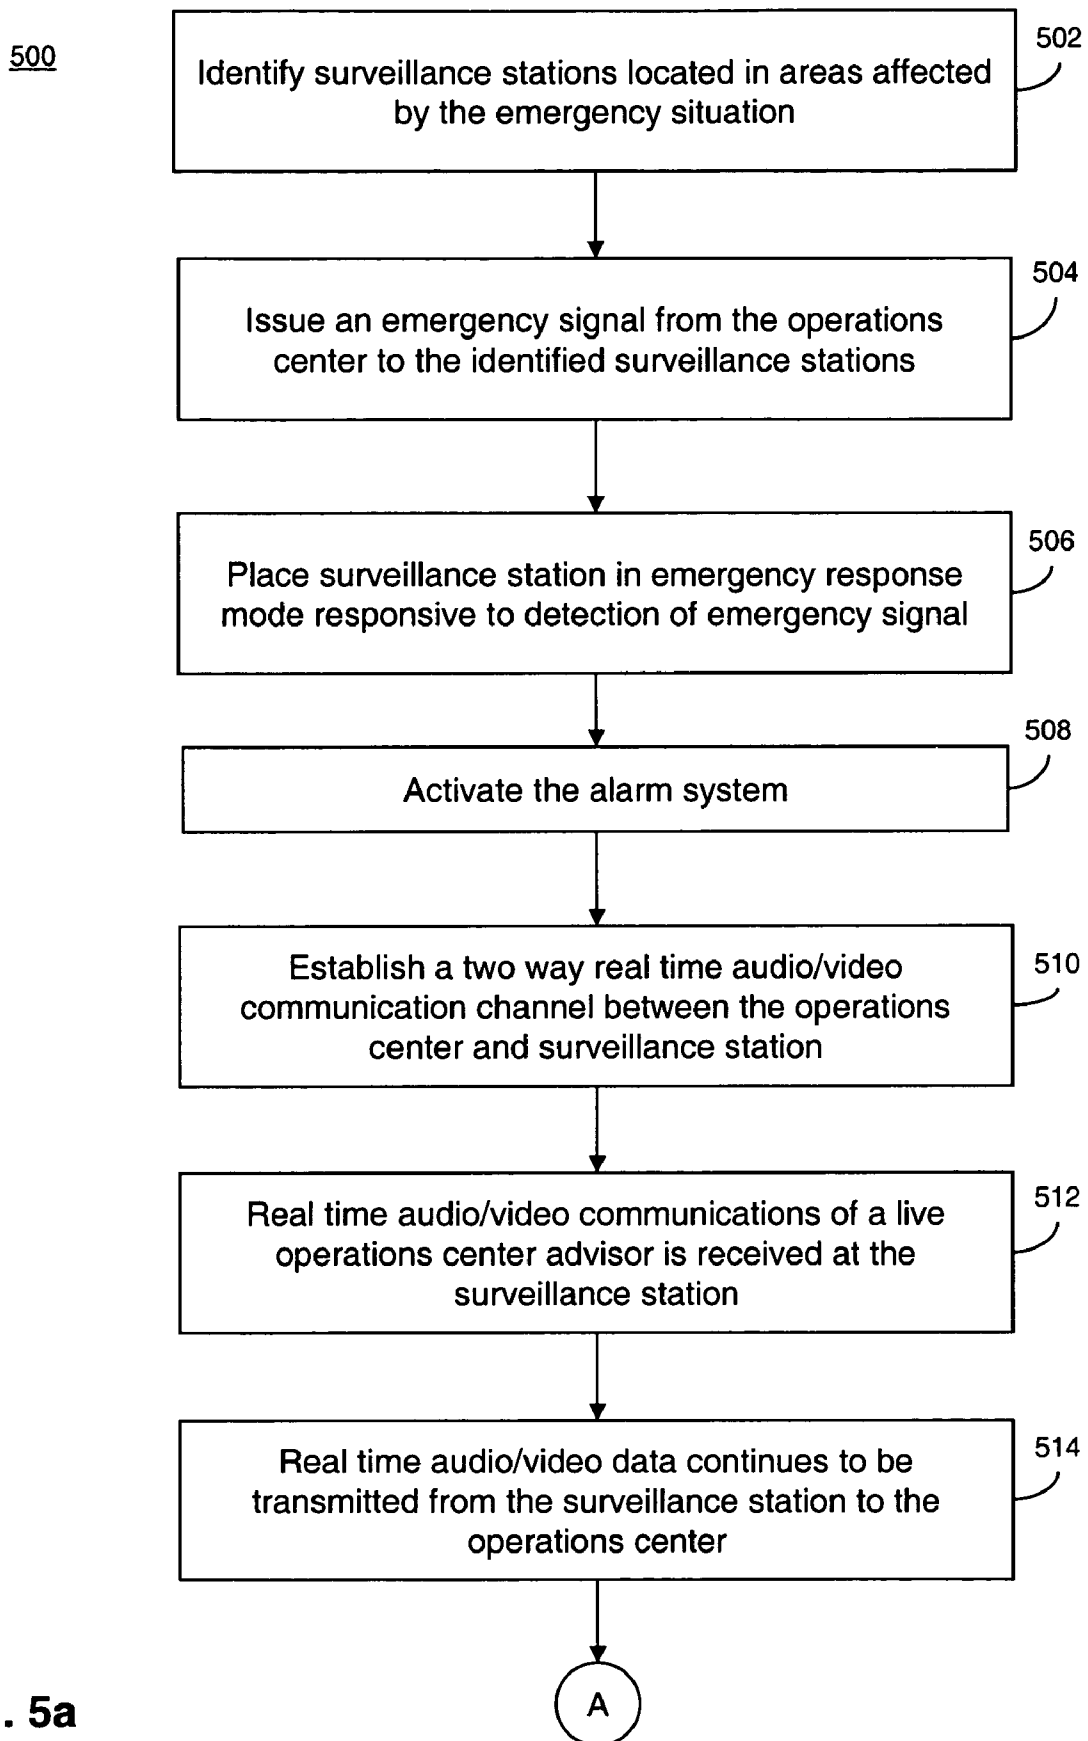 500
502
Identify surveillance stations located in areas affected
by the emergency situation
504
Issue an emergency signal from the operations
center to the identified surveillance stations
506
Place surveillance station in emergency response
mode responsive to detection of emergency signal
508
Activate the alarm system
510
Establish a two way real time audio/video
communication channel between the operations
center and surveillance station
512
Real time audio/video communications of a live
operations center advisor is received at the
surveillance station
514
Real time audio/video data continues to be
transmitted from the surveillance station to the
operations center
A
. 5a